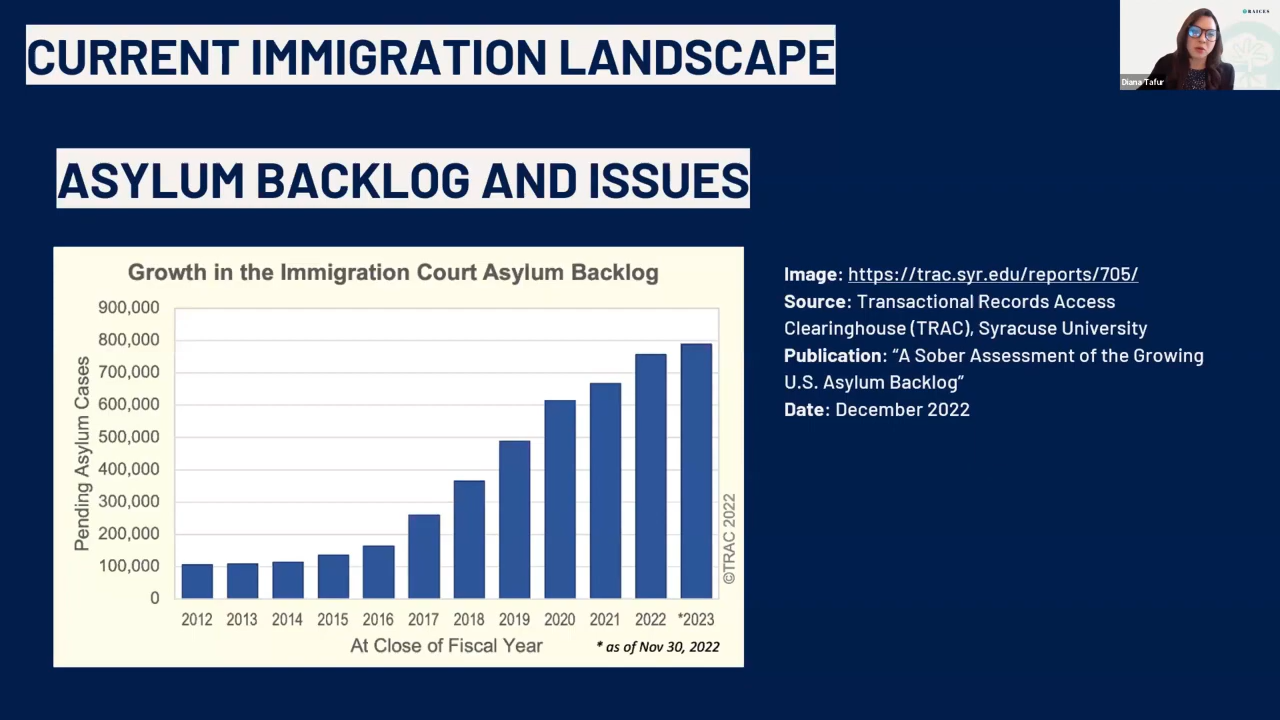 CURRENT IMMIGRATION LANDSCAPE
RAICES
Diana Tafur
ASYLUM BACKLOG AND ISSUES
Growth in the Immigration Court Asylum Backlog
Pending Asylum Cases
900,000
800,000
700,000
600,000
500,000
400,000
300,000
200,000
100,000
0
2012 2013 2014 2015 2016 2017 2018 2019 2020 2021 2022 *2023
At Close of Fiscal Year
* as of Nov 30, 2022
©TRAC 2022
Image: https://trac.syr.edu/reports/705/
Source: Transactional Records Access
Clearinghouse (TRAC), Syracuse University
Publication: “A Sober Assessment of the Growing
U.S. Asylum Backlog”
Date: December 2022